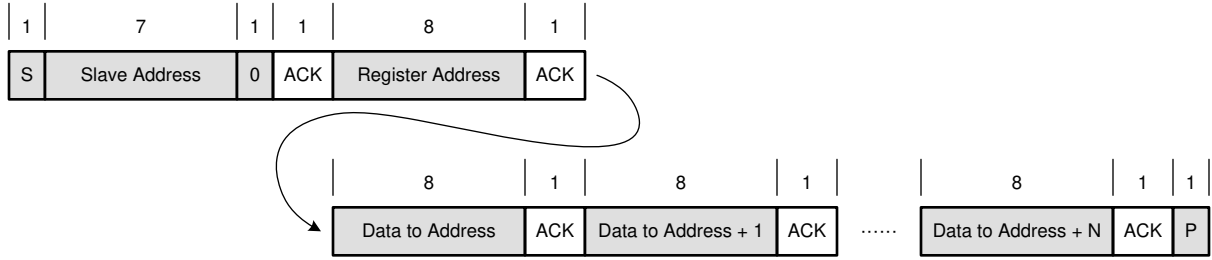 1 7 1 1 8 1
S Slave Address 0 ACK Register Address ACK
8 1 8 1 8 1 1
Data to Address ACK Data to Address + 1 ACK ...... Data to Address + N ACK P